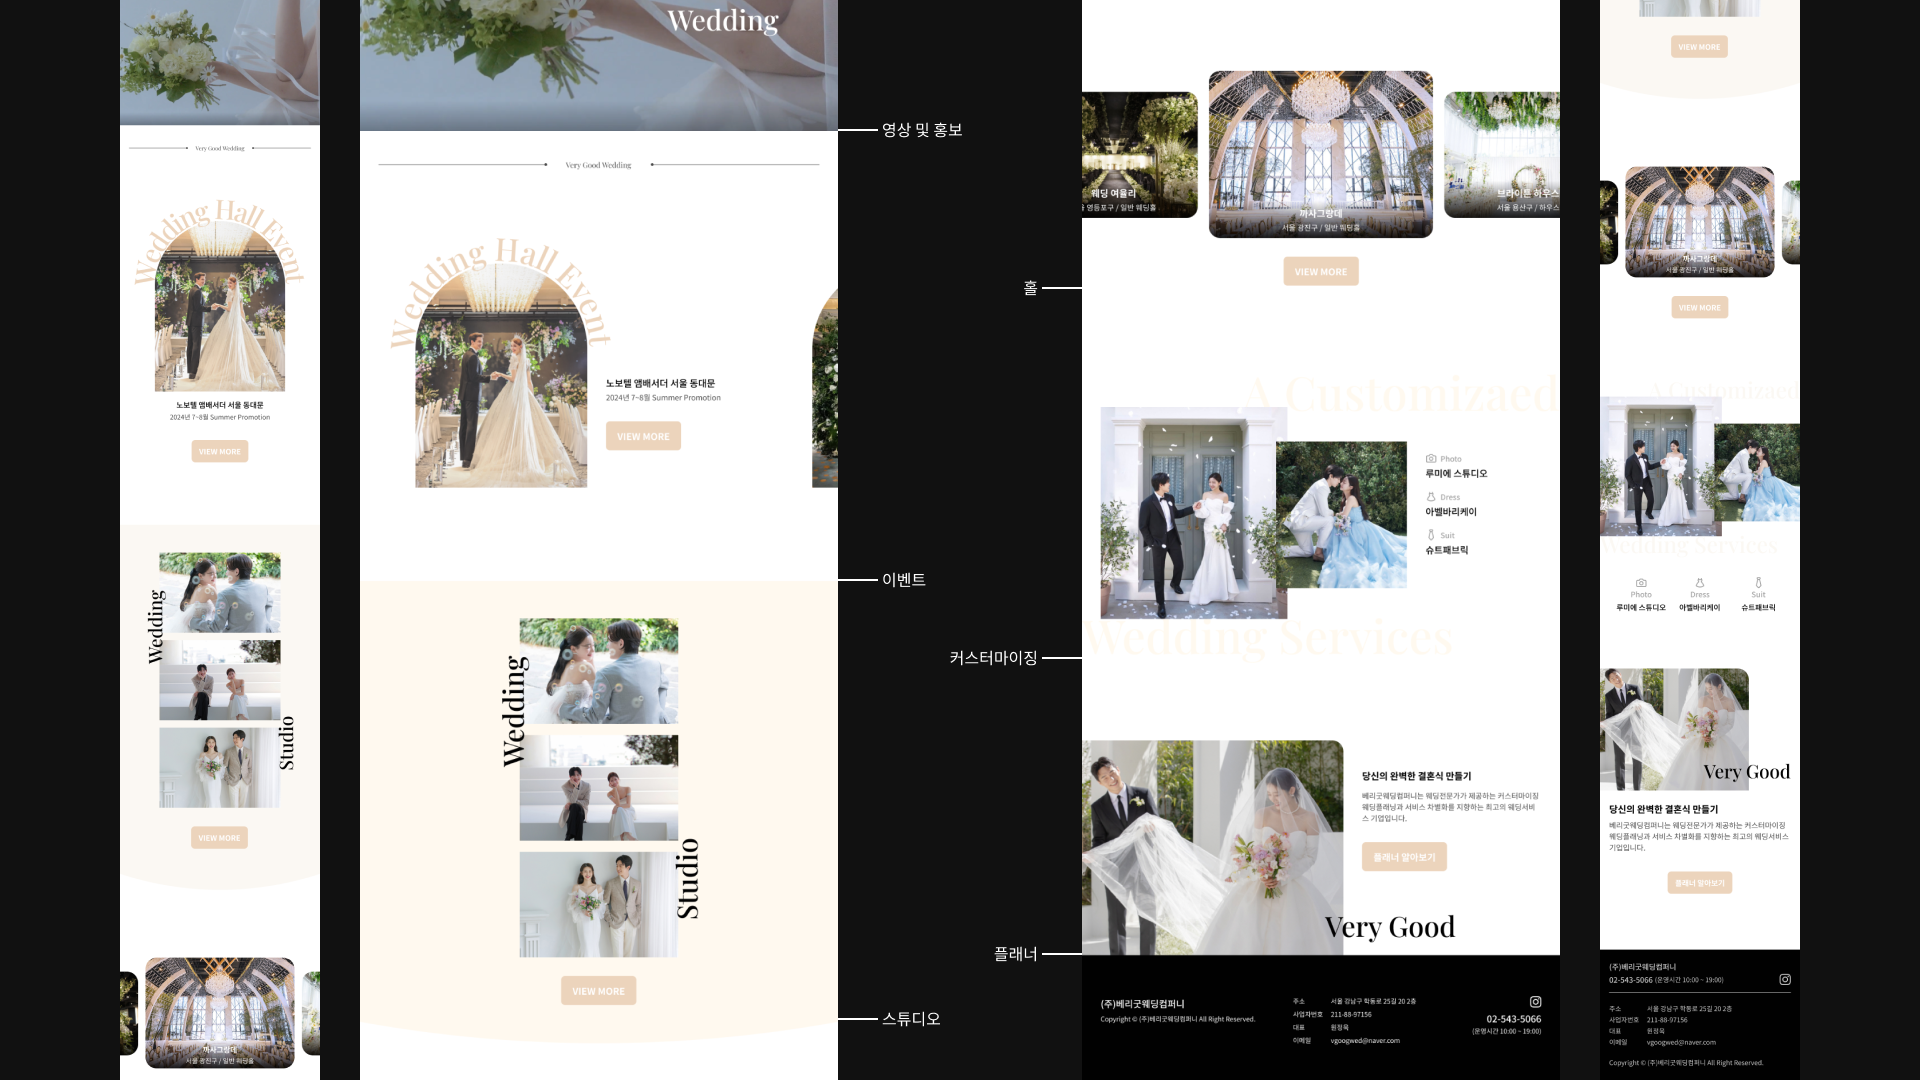 Very Good Wedding
Wedding Hall Event
노보텔 앰배서더 서울 동대문
2024년 7~8월 Summer Promotion
VIEW MORE
Wedding
Studio
VIEW MORE
까사그랑데
서울 광진구 / 일반 웨딩홀
Wedding
Very Good Wedding
Wedding Hall Event
노보텔 앰배서더 서울 동대문
2024년 7~8월 Summer Promotion
VIEW MORE
Wedding
Studio
VIEW MORE
영상 및 홍보
이벤트
스튜디오
홀
커스터마이징
플래너
웨딩 여율리
영등포구 / 일반 웨딩홀
까사그랑데
서울 광진구 / 일반 웨딩홀
브라이튼 하우스
서울 용산구 / 하우스
VIEW MORE
A Customizaed
Photo
루미에 스튜디오
Dress
아벨바리케이
Suit
슈트패브릭
Wedding Services
당신의 완벽한 결혼식 만들기
베리굿웨딩컴퍼니는 웨딩전문가가 제공하는 커스터마이징
웨딩플래닝과 서비스 차별화를 지향하는 최고의 웨딩서비
스 기업입니다.
플래너 알아보기
Very Good
(주)베리굿웨딩컴퍼니
Copyright © (주)베리굿웨딩컴퍼니 All Right Reserved.
주소 서울 강남구 학동로 25길 20 2층
사업자번호 211-88-97156
대표 원정욱
이메일 vgoogwed@naver.com
02-543-5066
(운영시간 10:00 ~ 19:00)
VIEW MORE
까사그랑데
서울 광진구 / 일반 웨딩홀
VIEW MORE
A Customizaed
Wedding Services
Photo Dress Suit
루미에 스튜디오 아벨바리케이 슈트패브릭
Very Good
당신의 완벽한 결혼식 만들기
베리굿웨딩컴퍼니는 웨딩전문가가 제공하는 커스터마이징
웨딩플래닝과 서비스 차별화를 지향하는 최고의 웨딩서비스
기업입니다.
플래너 알아보기
(주)베리굿웨딩컴퍼니
02-543-5066 (운영시간 10:00 ~ 19:00)
주소 서울 강남구 학동로 25길 20 2층
사업자번호 211-88-97156
대표 원정욱
이메일 vgoogwed@naver.com
Copyright © (주)베리굿웨딩컴퍼니 All Right Reserved.